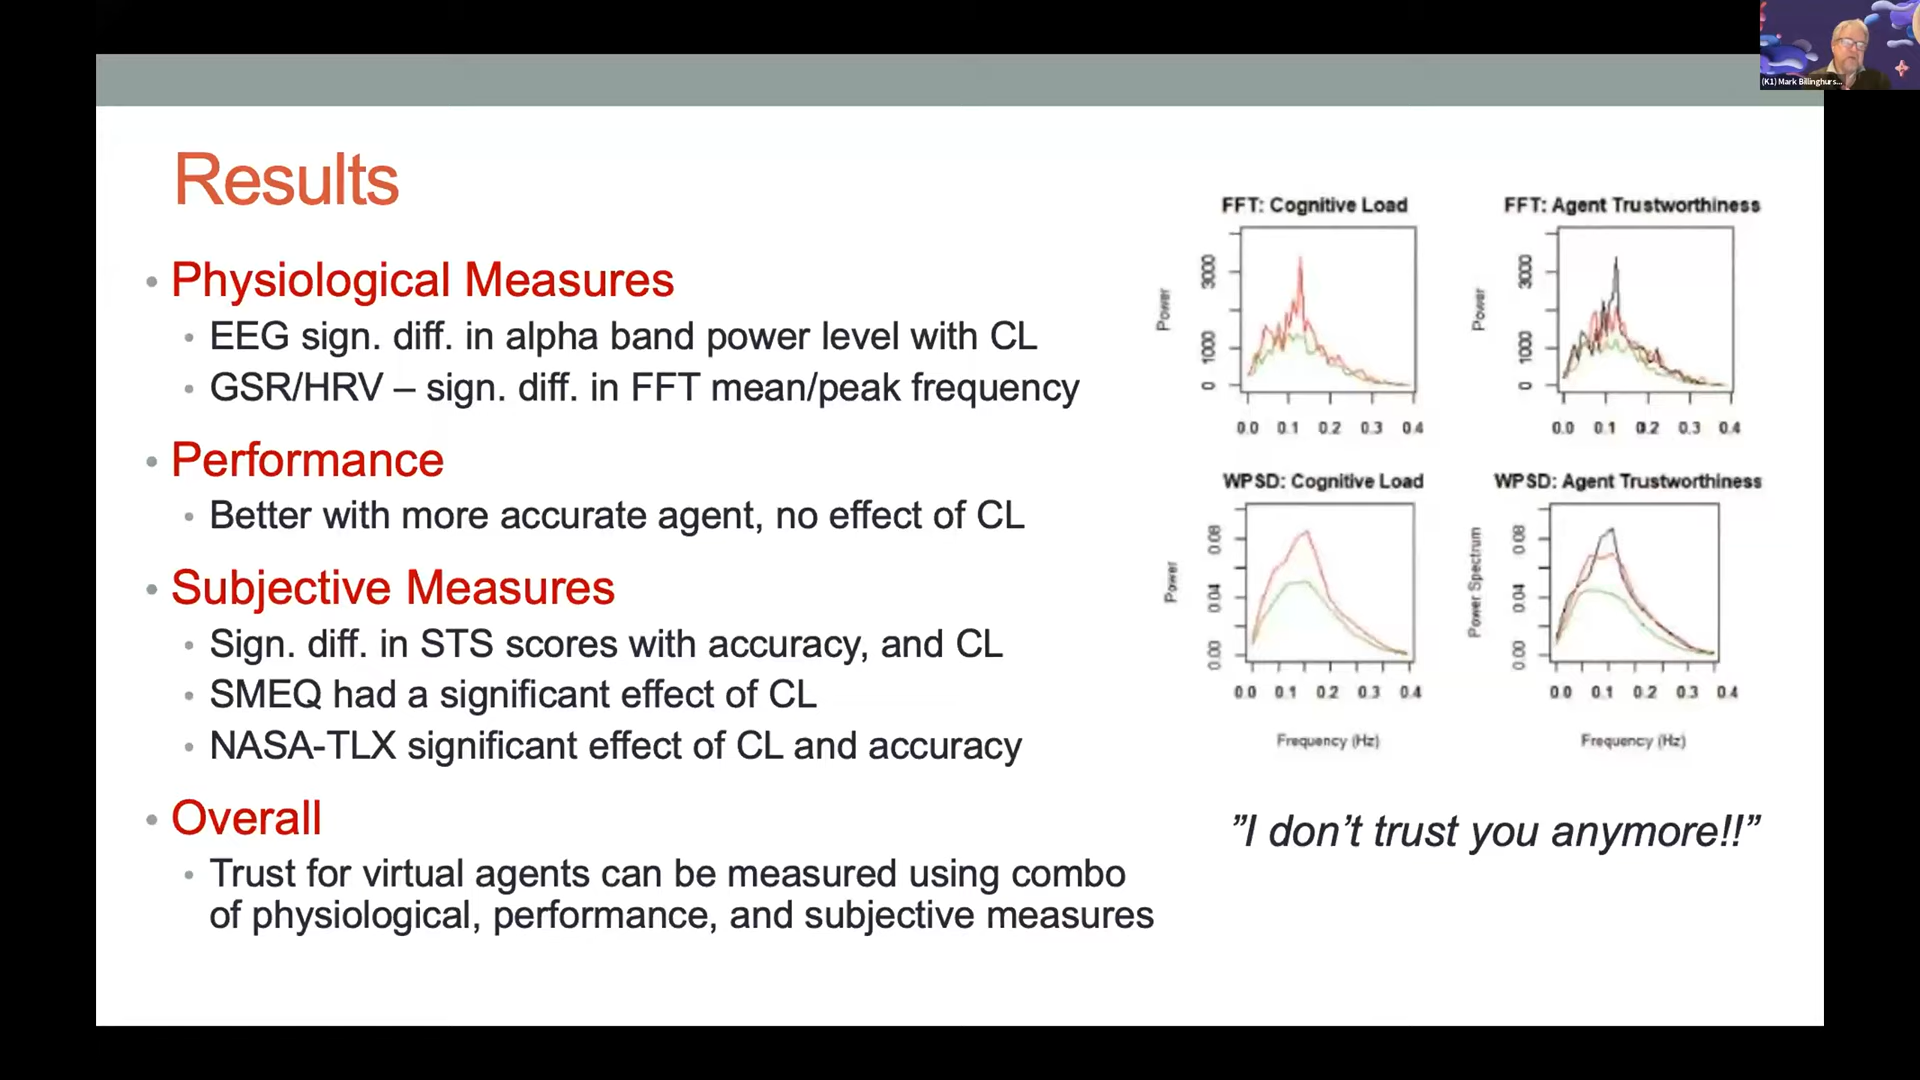 (K1) Mark Billinghurs...
Results
• Physiological Measures
• EEG sign. diff. in alpha band power level with CL
• GSR/HRV – sign. diff. in FFT mean/peak frequency
• Performance
• Better with more accurate agent, no effect of CL
• Subjective Measures
• Sign. diff. in STS scores with accuracy, and CL
• SMEQ had a significant effect of CL
• NASA-TLX significant effect of CL and accuracy
• Overall
• Trust for virtual agents can be measured using combo
of physiological, performance, and subjective measures
FFT: Cognitive Load
Power
3000
1000
0
0.0 0.1 0.2 0.3 0.4
FFT: Agent Trustworthiness
Power
3000
1000
0
0.0 0.1 0.2 0.3 0.4
WPSD: Cognitive Load
Power
0.08
0.04
0.00
0.0 0.1 0.2 0.3 0.4
Frequency (Hz)
WPSD: Agent Trustworthiness
Power Spectrum
0.08
0.04
0.00
0.0 0.1 0.2 0.3 0.4
Frequency (Hz)
”I don’t trust you anymore!!”